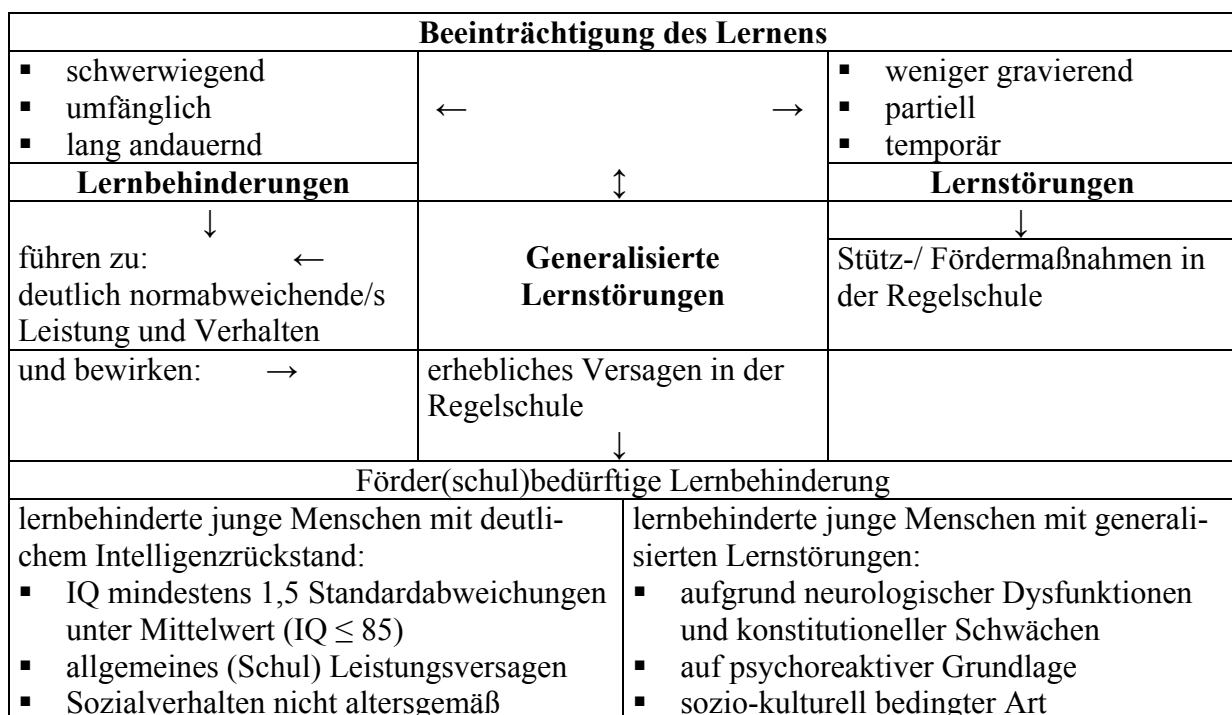 Beeinträchtigung des Lernens
▪ schwerwiegend
▪ umfänglich
▪ lang andauernd
← →
▪ weniger gravierend
▪ partiell
▪ temporär
Lernbehinderungen
↕
Lernstörungen
↓
führen zu: ←
deutlich normabweichende/s
Leistung und Verhalten
Generalisierte
Lernstörungen
↓
Stütz-/ Fördermaßnahmen in
der Regelschule
und bewirken: →
erhebliches Versagen in der
Regelschule
↓
Förder(schul)bedürftige Lernbehinderung
lernbehinderte junge Menschen mit deutli-
chem Intelligenzrückstand:
▪ IQ mindestens 1,5 Standardabweichungen
unter Mittelwert (IQ ≤ 85)
▪ allgemeines (Schul) Leistungsversagen
▪ Sozialverhalten nicht altersgemäß
lernbehinderte junge Menschen mit generali-
sierten Lernstörungen:
▪ aufgrund neurologischer Dysfunktionen
und konstitutioneller Schwächen
▪ auf psychoreaktiver Grundlage
▪ sozio-kulturell bedingter Art